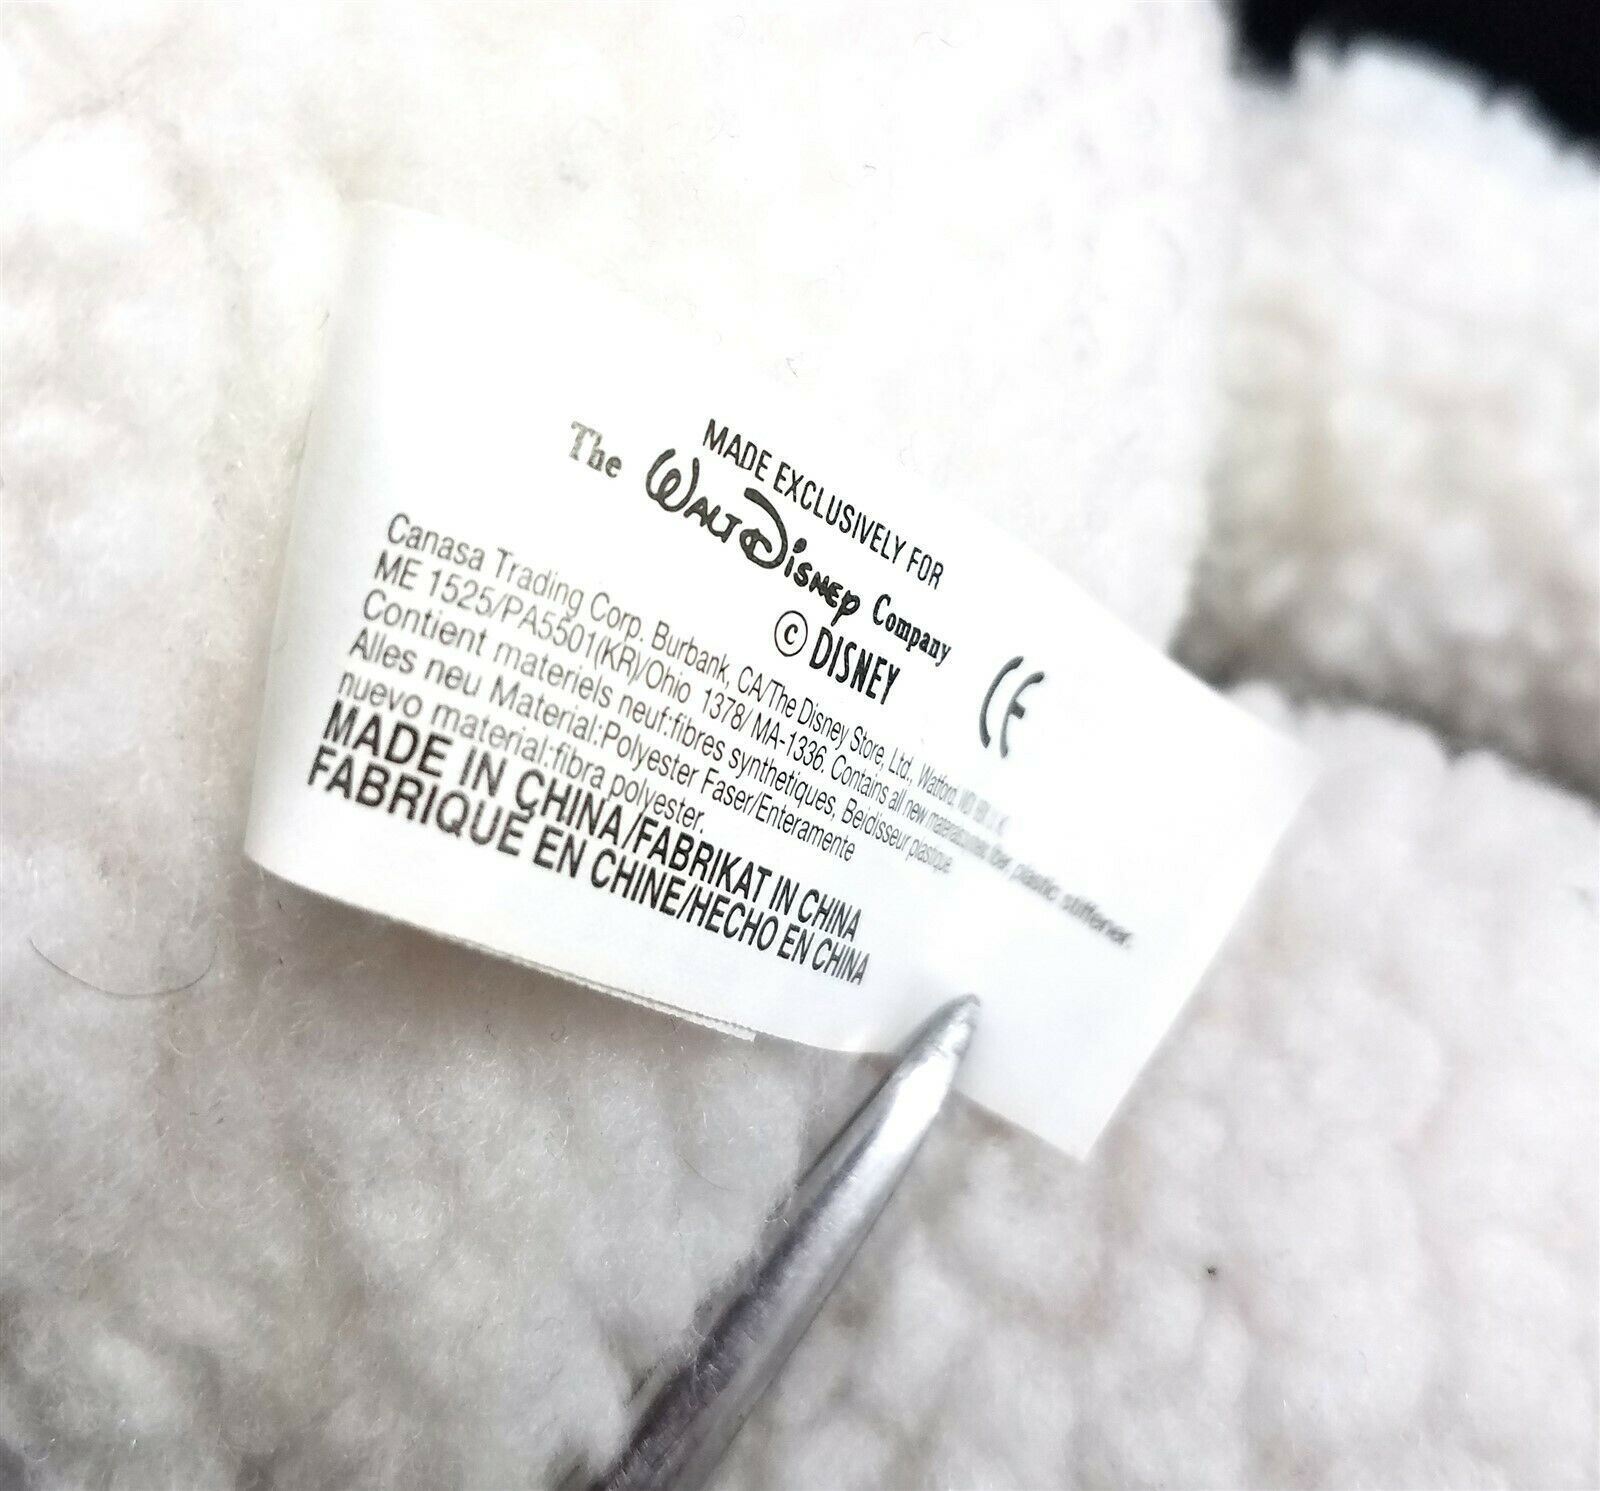 MADE EXCLUSIVELY FOR
The WALT DISNEY Company
© DISNEY
CE
Canasa Trading Corp. Burbank, CA/The Disney Store, Ltd., Watford,
ME 1525/PA5501(KR)/Ohio 1378/ MA-1336. Contains all new fiber, plastic stiffener.
Contient materiels neuf:fibres synthetiques, plastique.
Alles neu Material:Polyester Faser/Enteramente
nuevo material:fibra polyester.
MADE IN CHINA/FABRIKAT IN CHINA
FABRIQUE EN CHINE/HECHO EN CHINA